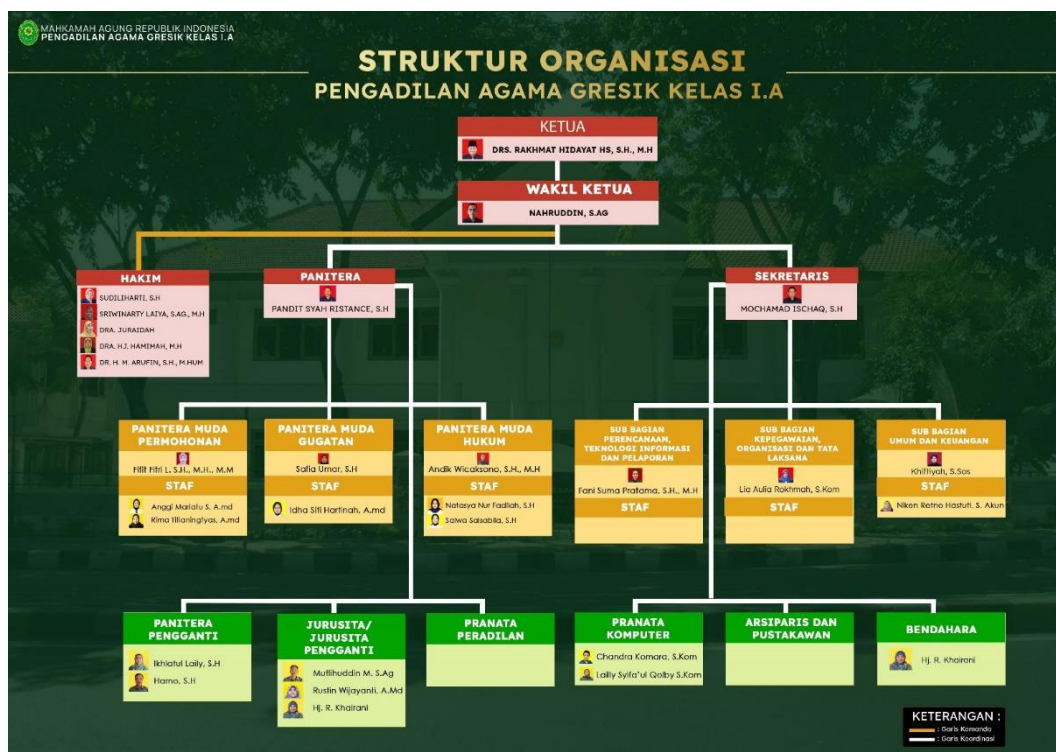 MAHKAMAH AGUNG REPUBLIK INDONESIA
PENGADILAN AGAMA GRESIK KELAS I.A
STRUKTUR ORGANISASI
PENGADILAN AGAMA GRESIK KELAS I.A
KETUA
DRS. RAKHMAT HIDAYAT HS, S.H., M.H
WAKIL KETUA
NAHRUDDIN, S.AG
HAKIM
SUDILIHARTI, S.H
SRIWINARTY LAIYA, S.AG, M.H
DRA. JURAIDAH
DRA. H.J. HAMIMAH, M.H
DR. H. M. ARUFIN, S.H., M.HUM
PANITERA
PANDIT SYAH RISTANCE, S.H
SEKRETARIS
MOCHAMAD ISCHAQ, S.H
PANITERA MUDA
PERMOHONAN
Fifit Fitri L. S.H., M.H., M.M
STAF
Anggi Mariatu S, A.md
Rima Titianingtyas, A.md
PANITERA MUDA
GUGATAN
Safia Umar, S.H
STAF
Idha Siti Hartinah, A.md
PANITERA MUDA
HUKUM
Andik Wicaksono, S.H., M.H
STAF
Natasya Nur Fadilah, S.H
Salwa Salsabila, S.H
SUB BAGIAN
PERENCANAAN,
TEKNOLOGI INFORMASI
DAN PELAPORAN
Fani Suma Pratama, S.H., M.H
STAF
SUB BAGIAN
KEPEGAWAIAN,
ORGANISASI DAN TATA
LAKSANA
Lia Aulia Rokhmah, S.Kom
STAF
SUB BAGIAN
UMUM DAN KEUANGAN
Khiftiyah, S.Sos
STAF
Niken Retno Hastuti, S. Akun
PANITERA
PENGGANTI
Ikhiatul Laily, S.H
Harno, S.H
JURUSITA/
JURUSITA
PENGGANTI
Muflihuddin M. S.Ag
Rustin Wijayanti, A.Md
Hj. R. Khairani
PRANATA
PERADILAN
PRANATA
KOMPUTER
Chandra Komara, S.Kom
Lailly Syifa'ul Qolby S.Kom
ARSIPARIS DAN
PUSTAKAWAN
BENDAHARA
Hj. R. Khairani
KETERANGAN :
: Garis Komando
: Garis Koordinasi